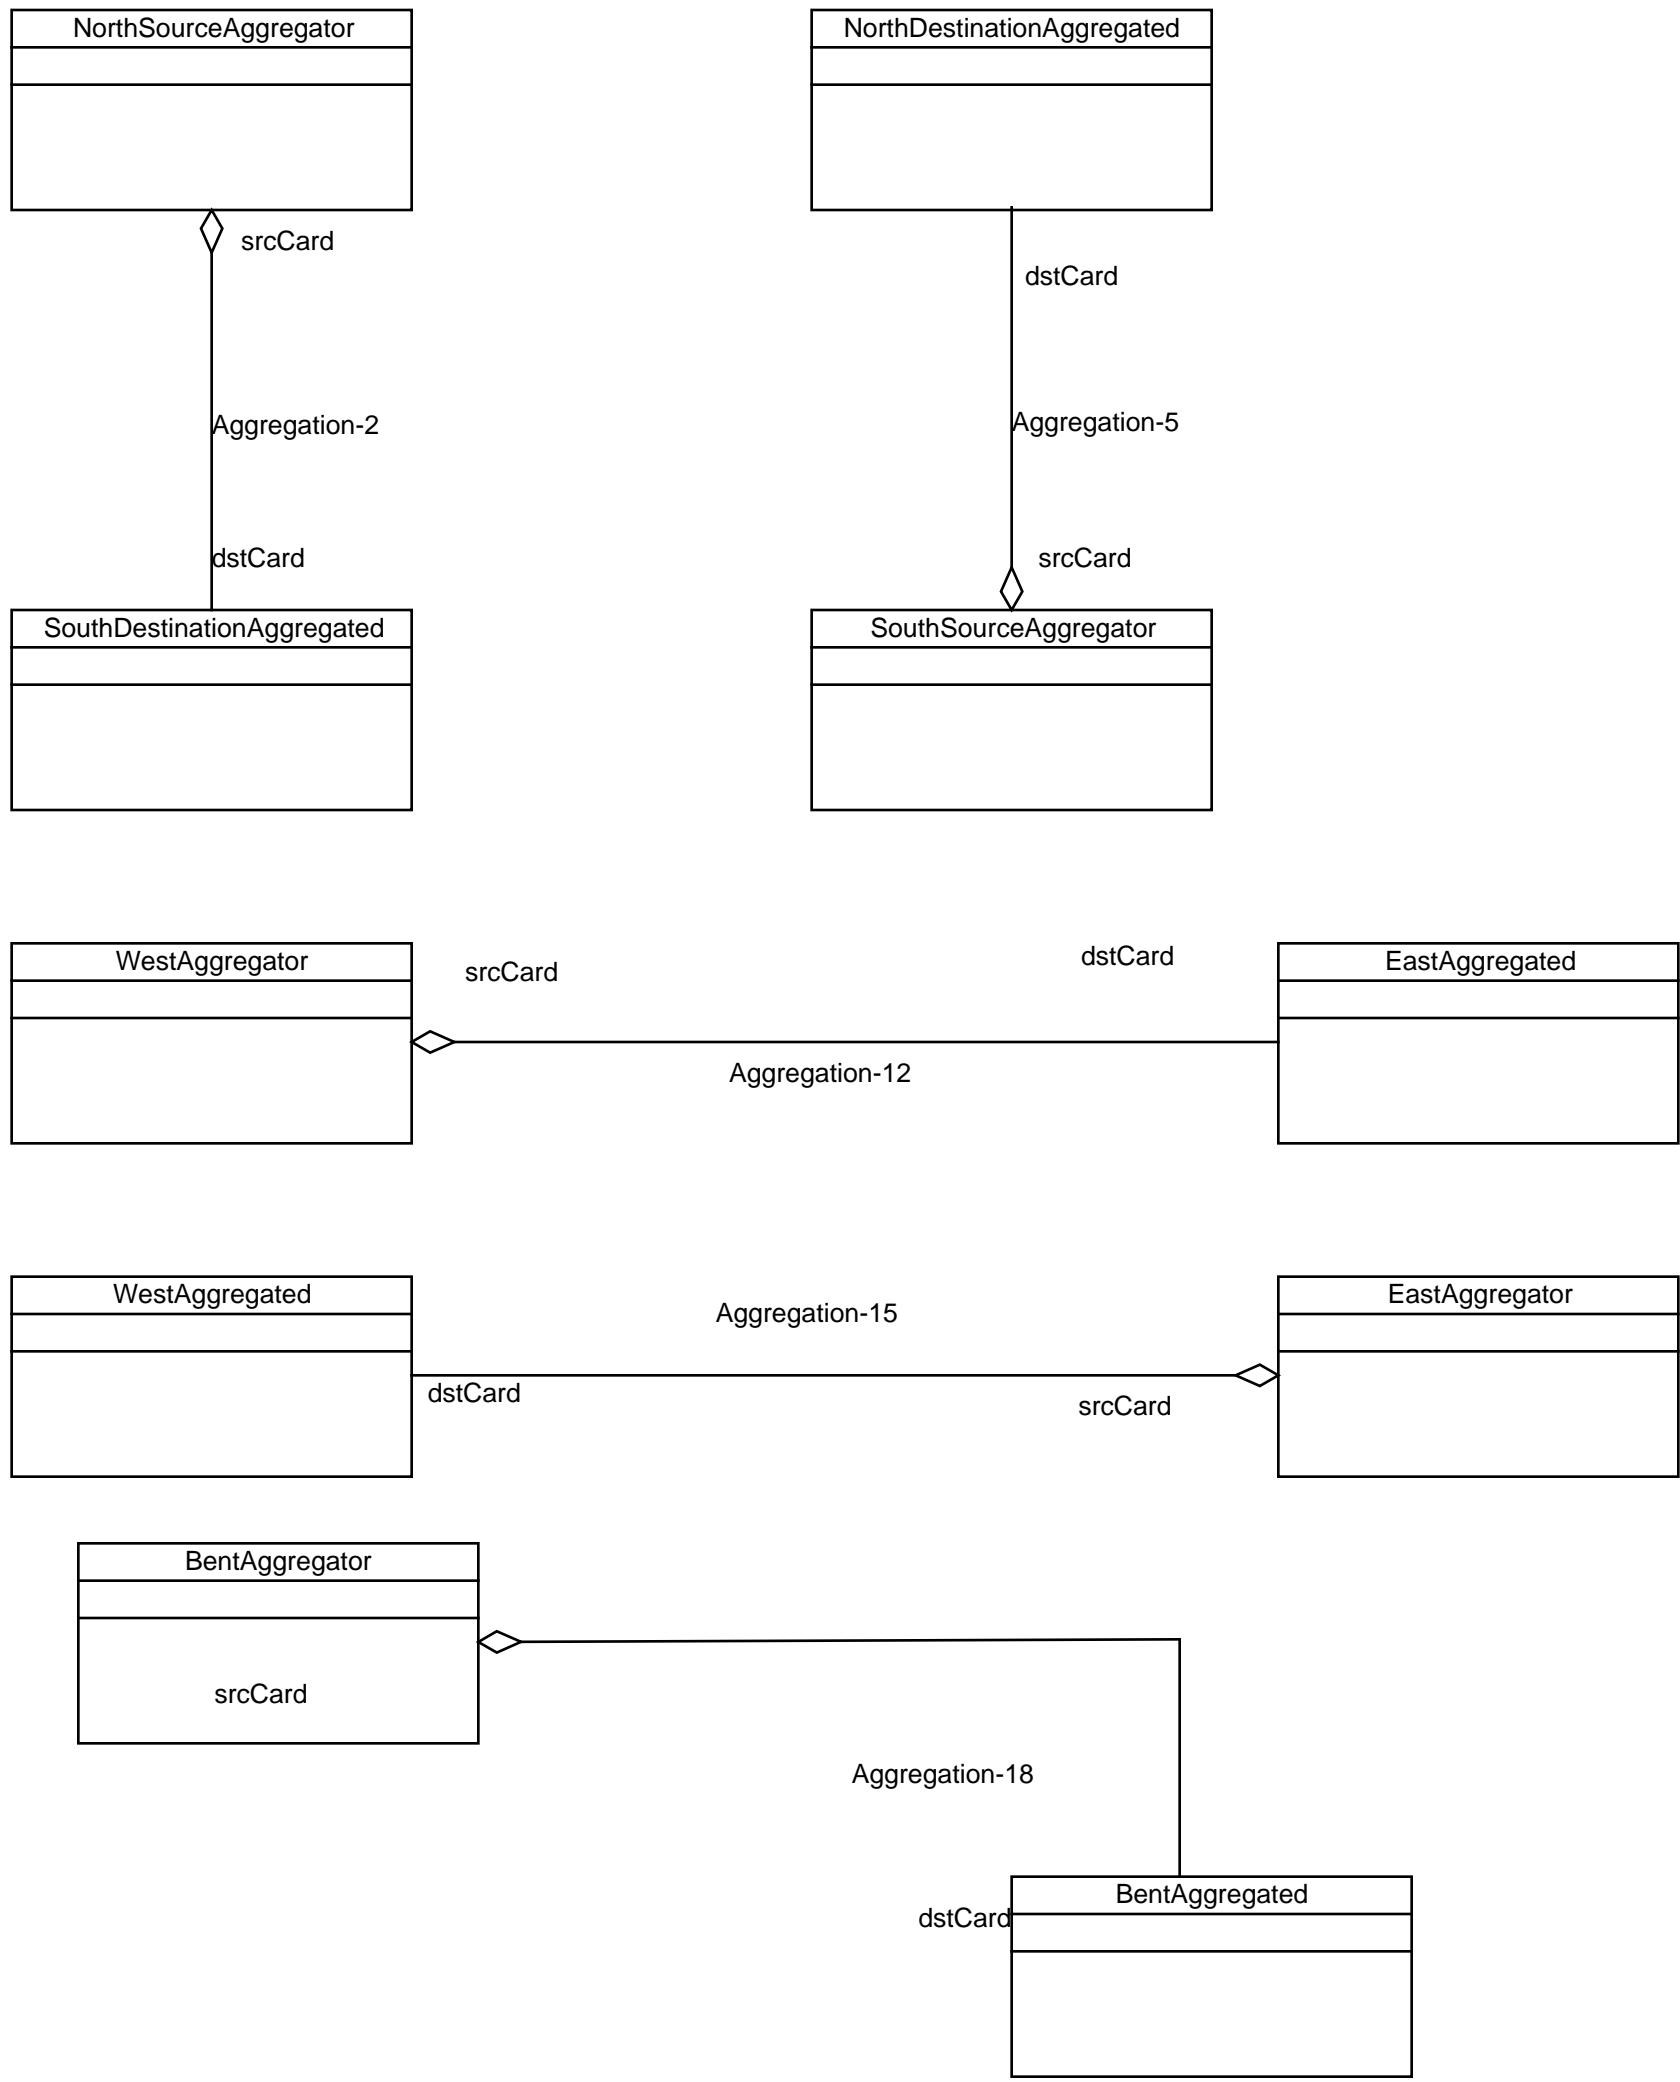 NorthSourceAggregator
NorthDestinationAggregated
srcCard
dstCard
Aggregation-2
Aggregation-5
dstCard
srcCard
SouthDestinationAggregated
SouthSourceAggregator
WestAggregator
srcCard
dstCard
EastAggregated
Aggregation-12
WestAggregated
Aggregation-15
EastAggregator
dstCard
srcCard
BentAggregator
srcCard
Aggregation-18
BentAggregated
dstCard